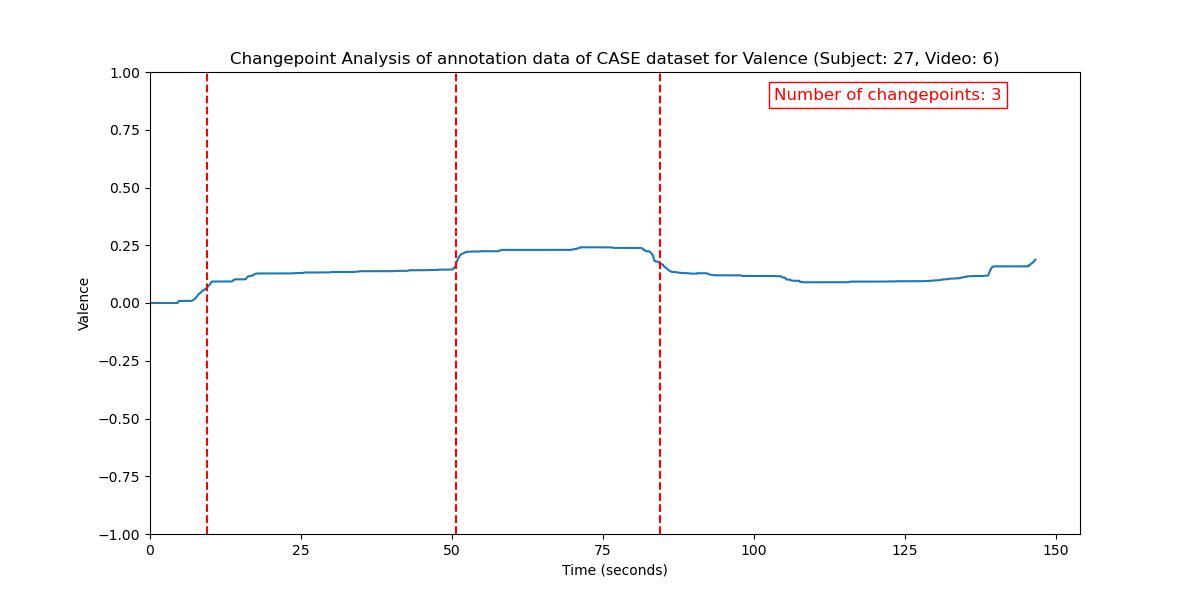 Changepoint Analysis of annotation data of CASE dataset for Valence (Subject: 27, Video: 6)
Number of changepoints: 3
1.00
0.75
0.50
0.25
0.00
−0.25
−0.50
−0.75
−1.00
Valence
0 25 50 75 100 125 150
Time (seconds)